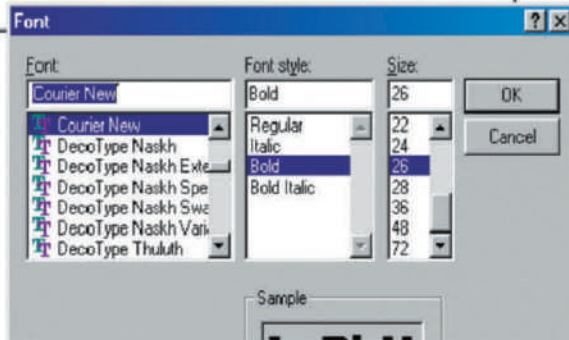 Font
Font:
Courier New
Courier New
DecoType Naskh
DecoType Naskh Exte
DecoType Naskh Spe
DecoType Naskh Swa
DecoType Naskh Vari
DecoType Thuluth
Font style:
Bold
Regular
Italic
Bold
Bold Italic
Size:
26
22
24
26
28
36
48
72
OK
Cancel
Sample